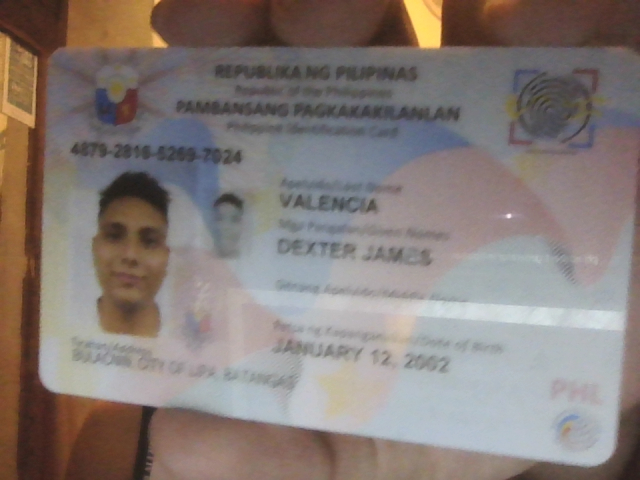 REPUBLIKA NG PILIPINAS
Republic of the Philippines
PAMBANSANG PAGKAKAKILANLAN
Philippine Identification Card
4879-2816-5269-7024
Apelyido/Last Name
VALENCIA
Mga Pangalan/Given Names
DEXTER JAMES
Gitnang Apelyido/Middle Name
Petsa ng Kapanganakan/Date of Birth
JANUARY 12, 2002
Tirahan/Address
CITY OF LIPA, BATANGAS
PHL